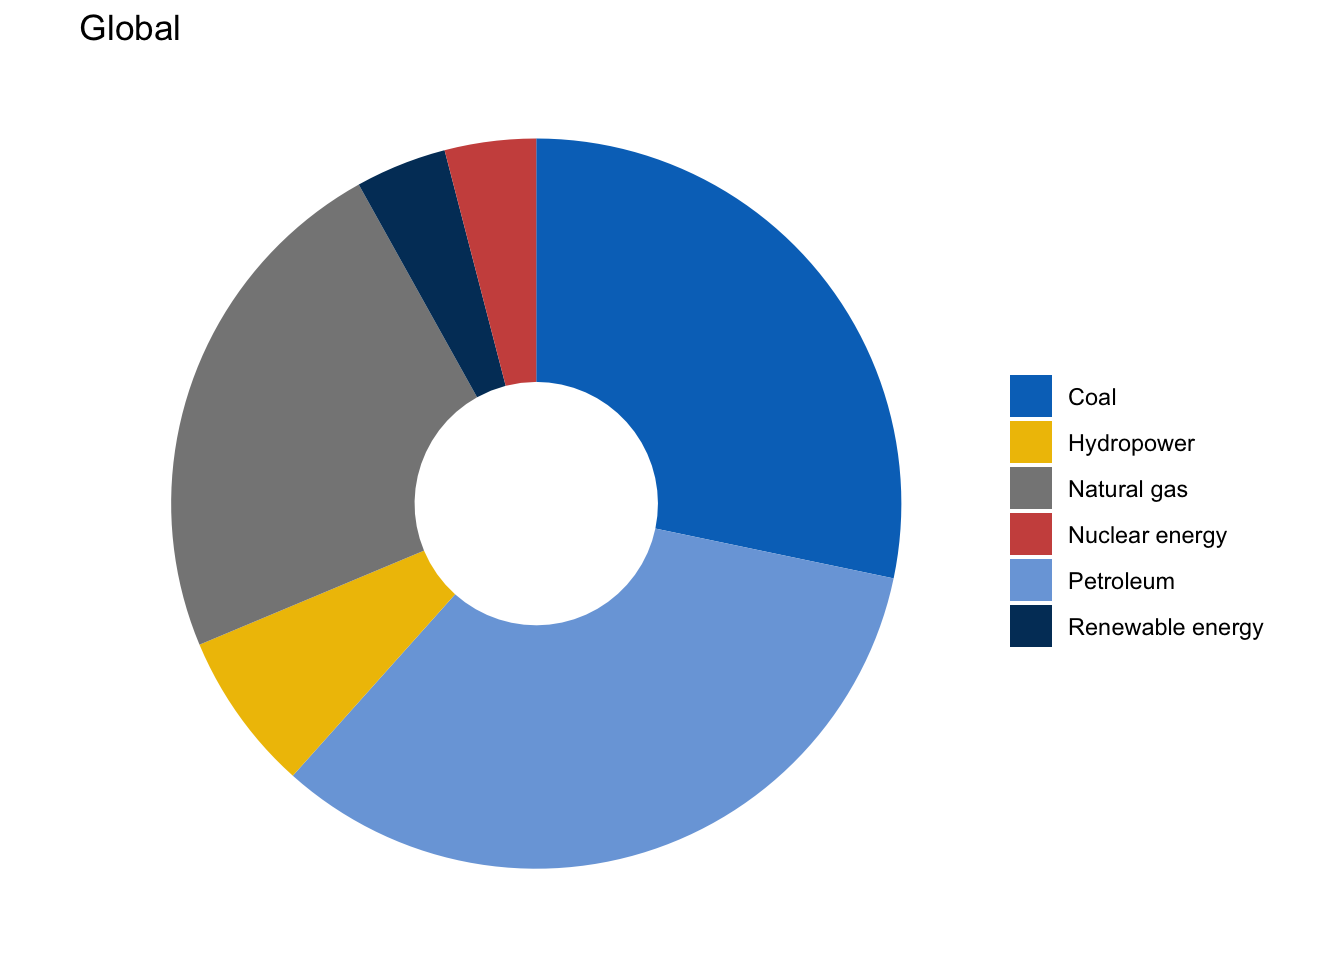 Global
Coal
Hydropower
Natural gas
Nuclear energy
Petroleum
Renewable energy